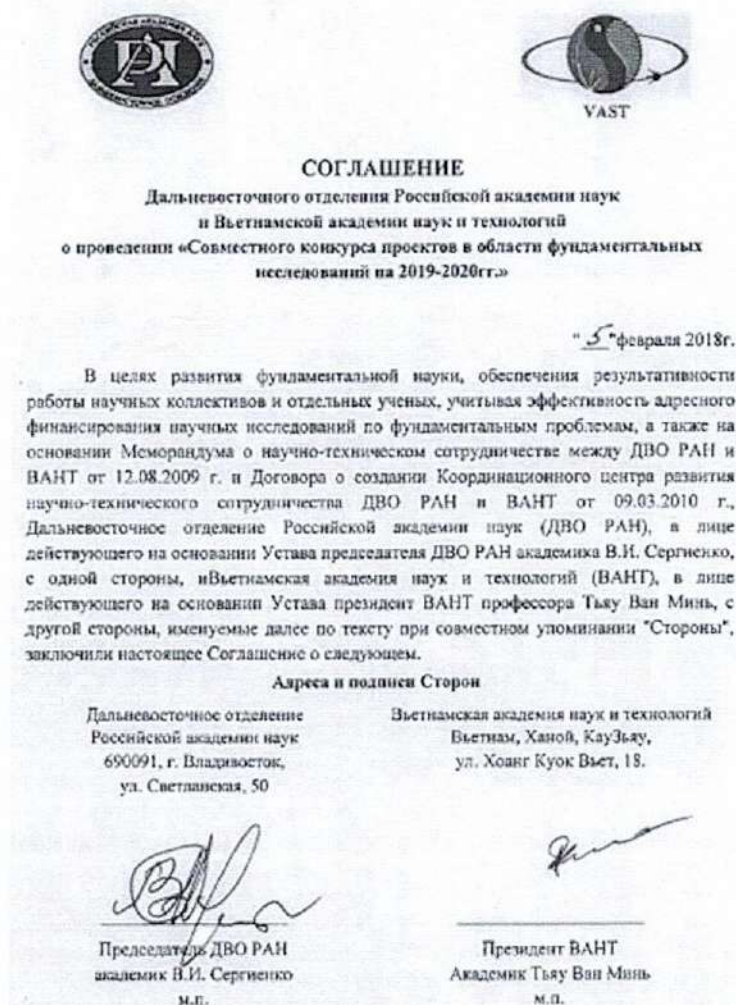 VAST
СОГЛАШЕНИЕ
Дальневосточного отделения Российской академии наук
и Вьетнамской академии наук и технологий
о проведении «Совместного конкурса проектов в области фундаментальных
исследований на 2019-2020гг.»
" 5 "февраля 2018г.
В целях развития фундаментальной науки, обеспечения результативности
работы научных коллективов и отдельных ученых, учитывая эффективность адресного
финансирования научных исследований по фундаментальным проблемам, а также на
основании Меморандума о научно-техническом сотрудничестве между ДВО РАН и
ВАНТ от 12.08.2009 г. и Договора о создании Координационного центра развития
научно-технического сотрудничества ДВО РАН и ВАНТ от 09.03.2010 г.,
Дальневосточное отделение Российской академии наук (ДВО РАН), в лице
действующего на основании Устава председателя ДВО РАН академика В.И. Сергиенко,
с одной стороны, иВьетнамская академия наук и технологий (ВАНТ), в лице
действующего на основании Устава президент ВАНТ профессора Тьяу Ван Минь, с
другой стороны, именуемые далее по тексту при совместном упоминании "Стороны",
заключили настоящее Соглашение о следующем.
Адреса и подписи Сторон
Дальневосточное отделение
Российской академии наук
690091, г. Владивосток,
ул. Светланская, 50
Вьетнамская академия наук и технологий
Вьетнам, Ханой, КауЗьяу,
ул. Хоанг Куок Вьет, 18.
Председатель ДВО РАН
академик В.И. Сергиенко
м.п.
Президент ВАНТ
Академик Тьяу Ван Минь
м.п.